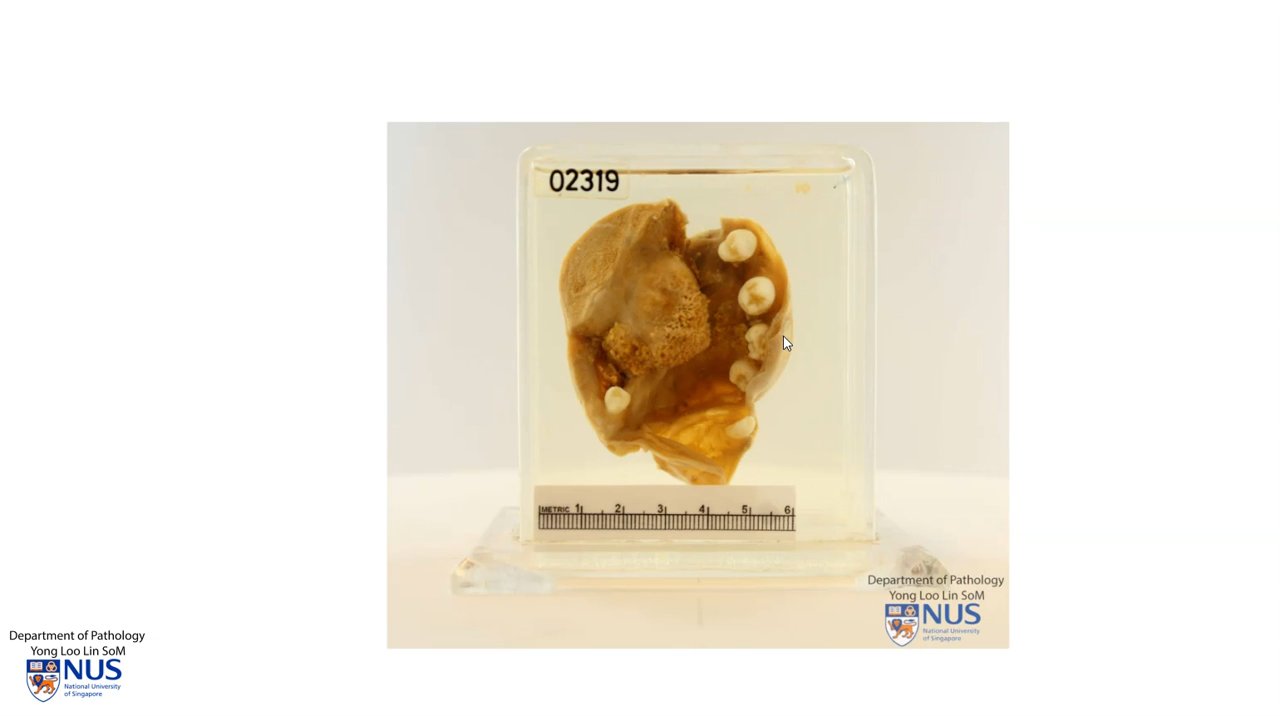 02319
METRIC 1 2 3 4 5 6
Department of Pathology
Yong Loo Lin SoM
NUS
National University
of Singapore
Department of Pathology
Yong Loo Lin SoM
NUS
National University
of Singapore